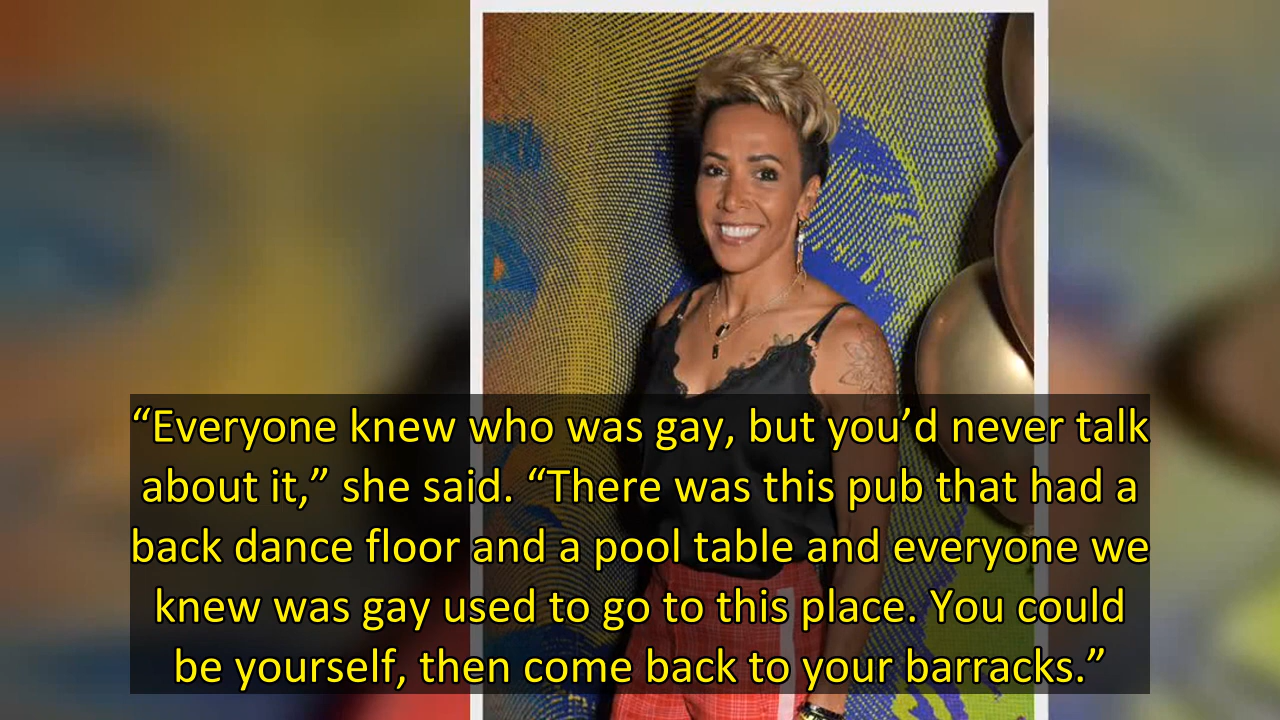 “Everyone knew who was gay, but you’d never talk
about it,” she said. “There was this pub that had a
back dance floor and a pool table and everyone we
knew was gay used to go to this place. You could
be yourself, then come back to your barracks.”